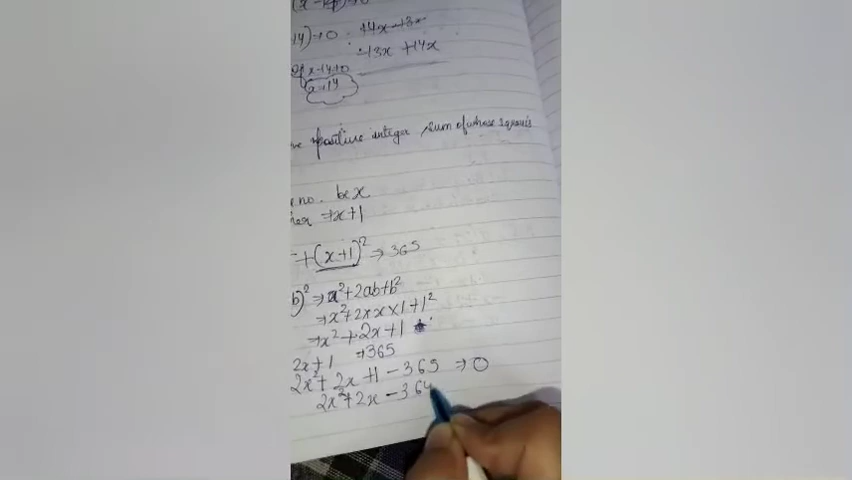 14) ⇒ 0 . +4x - 13x
- 13x + 14x
x - 14 = 0
x = 14
positive integer, sum of whose squares is
no. be x
⇒ x + 1
+ (x+1)² ⇒ 365
b)² ⇒ a² + 2ab + b²
⇒ x² + 2 × x × 1 + 1²
⇒ x² + 2x + 1
2x + 1 ⇒ 365
2x² + 2x + 1 - 365 ⇒ 0
2x² + 2x - 364